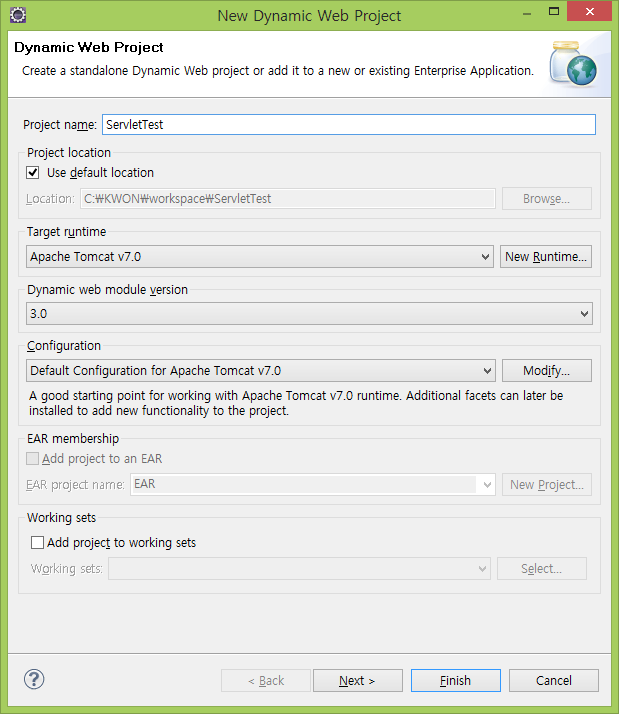 New Dynamic Web Project
Dynamic Web Project
Create a standalone Dynamic Web project or add it to a new or existing Enterprise Application.
Project name: ServletTest
Project location
Use default location
Location: C:₩KWON₩workspace₩ServletTest Browse...
Target runtime
Apache Tomcat v7.0 New Runtime...
Dynamic web module version
3.0
Configuration
Default Configuration for Apache Tomcat v7.0 Modify...
A good starting point for working with Apache Tomcat v7.0 runtime. Additional facets can later be
installed to add new functionality to the project.
EAR membership
Add project to an EAR
EAR project name: EAR New Project...
Working sets
Add project to working sets
Working sets: Select...
? < Back Next > Finish Cancel